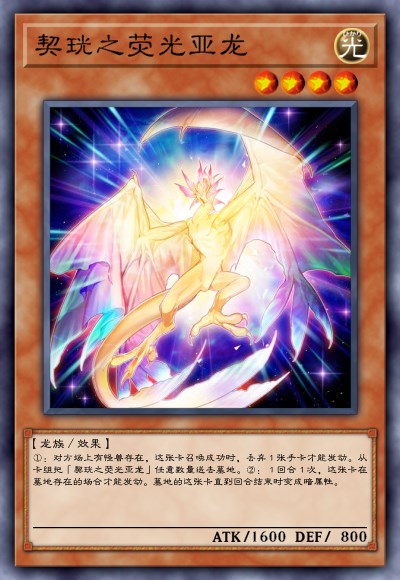 契珖之荧光亚龙
ひかり
光
【龙族／效果】
①：对方场上有怪兽存在，这张卡召唤成功时，丢弃１张手卡才能发动。从
卡组把「契珖之荧光亚龙」任意数量送去墓地。②：１回合１次，这张卡在
墓地存在的场合才能发动。墓地的这张卡直到回合结束时变成暗属性。
ATK/1600 DEF/ 800